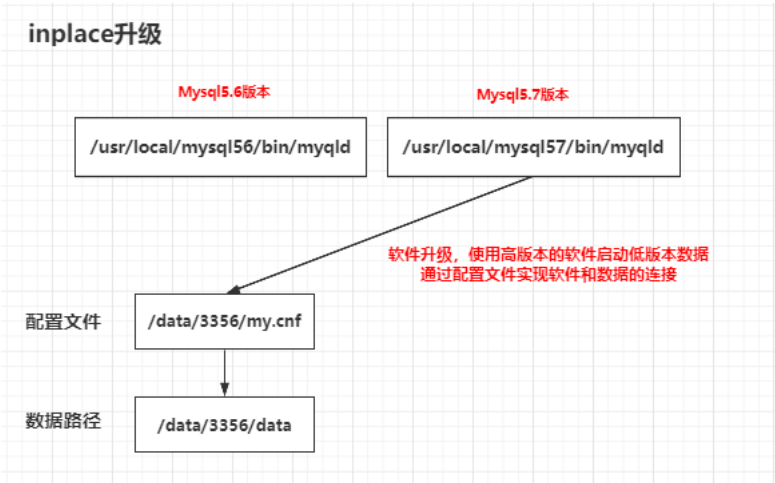 inplace升级
Mysql5.6版本
Mysql5.7版本
/usr/local/mysql56/bin/myqld
/usr/local/mysql57/bin/myqld
软件升级，使用高版本的软件启动低版本数据
通过配置文件实现软件和数据的连接
配置文件
/data/3356/my.cnf
数据路径
/data/3356/data